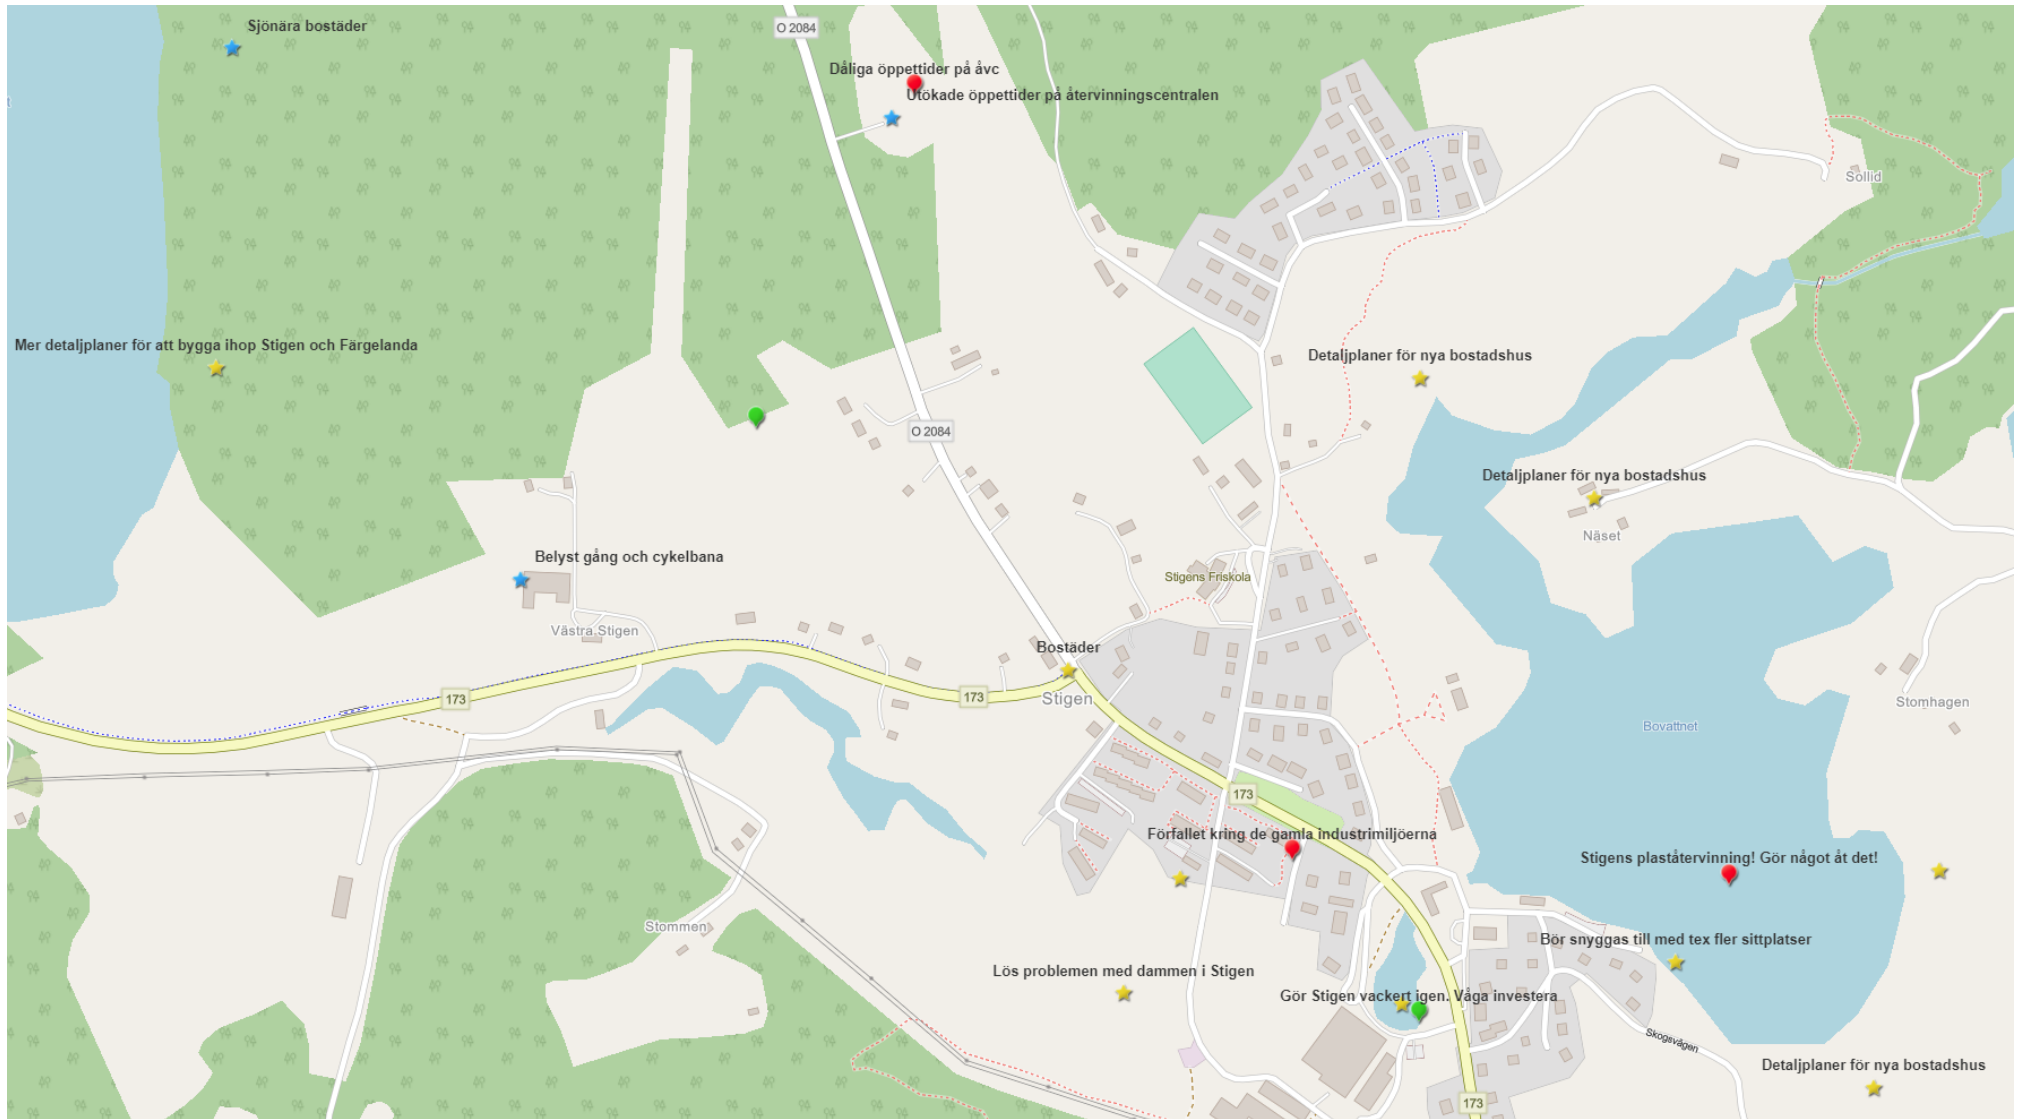 Sjönära bostäder
O 2084
Dåliga öppettider på åvc
Utökade öppettider på återvinningscentralen
Sollid
Mer detaljplaner för att bygga ihop Stigen och Färgelanda
Detaljplaner för nya bostadshus
O 2084
Detaljplaner för nya bostadshus
Näset
Belyst gång och cykelbana
Stigens Friskola
Västra Stigen
Bostäder
173
173
Stigen
Stomhagen
Bovattnet
173
Förfallet kring de gamla industrimiljöerna
Stigens plaståtervinning! Gör något åt det!
Stommen
Bör snyggas till med tex fler sittplatser
Lös problemen med dammen i Stigen
Gör Stigen vackert igen. Våga investera
Skogsvägen
Detaljplaner för nya bostadshus
173